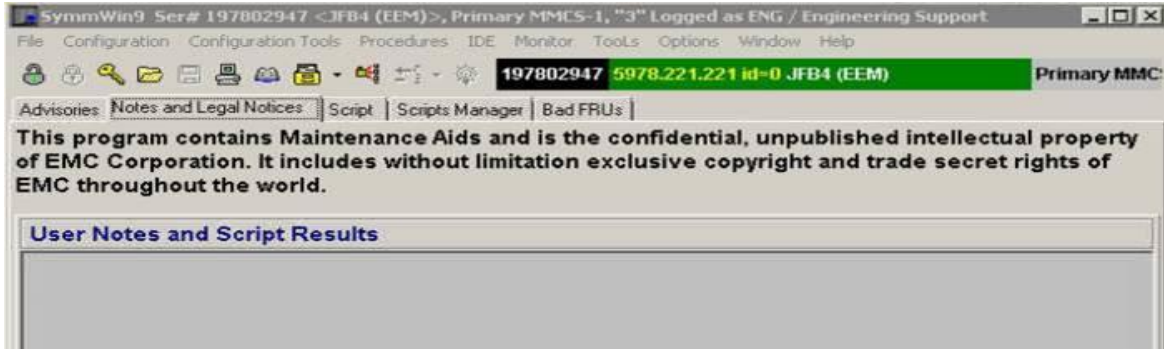 SymmWin9 Ser# 197802947 <JFB4 (EEM)>, Primary MMCS-1, "3" Logged as ENG / Engineering Support
File Configuration Configuration Tools Procedures IDE Monitor TooLs Options Window Help
197802947 5978.221.221 id=0 JFB4 (EEM) Primary MMC
Advisories Notes and Legal Notices Script Scripts Manager Bad FRUs
This program contains Maintenance Aids and is the confidential, unpublished intellectual property
of EMC Corporation. It includes without limitation exclusive copyright and trade secret rights of
EMC throughout the world.
User Notes and Script Results